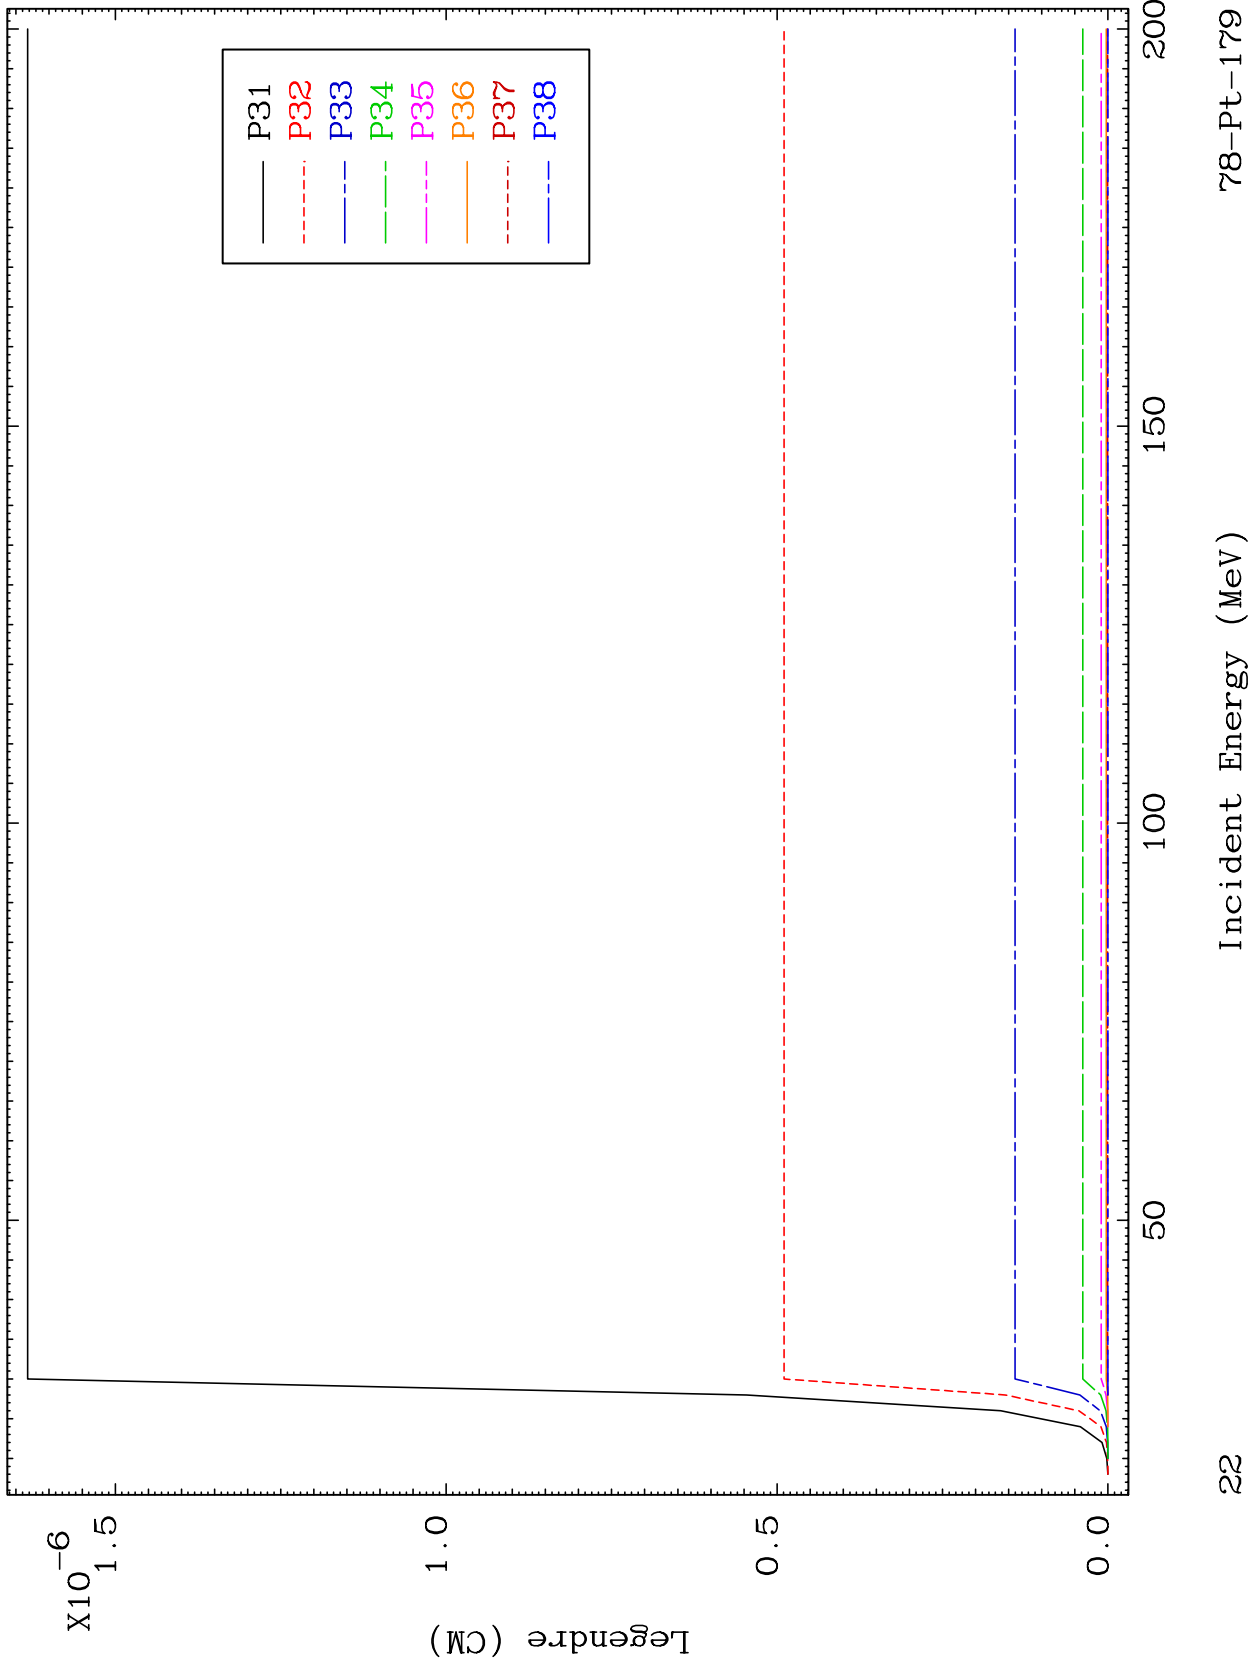 X10-6
1.5
1.0
0.5
0.0
Legendre (CM)
P31
P32
P33
P34
P35
P36
P37
P38
50
100
150
200
22
Incident Energy (MeV)
78-Pt-179